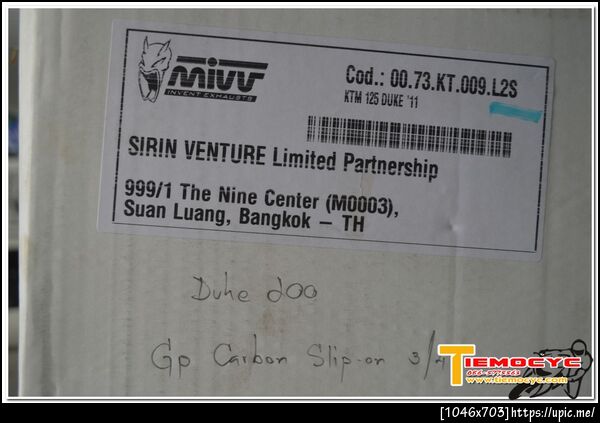 mivv
INVENT EXHAUSTS
Cod.: 00.73.KT.009.L2S
KTM 125 DUKE '11
SIRIN VENTURE Limited Partnership
999/1 The Nine Center (M0003),
Suan Luang, Bangkok – TH
Duke 200
Gp Carbon Slip-on
TIEMOCYC
www.tiemocyc.com
[1046x703]https://upic.me/